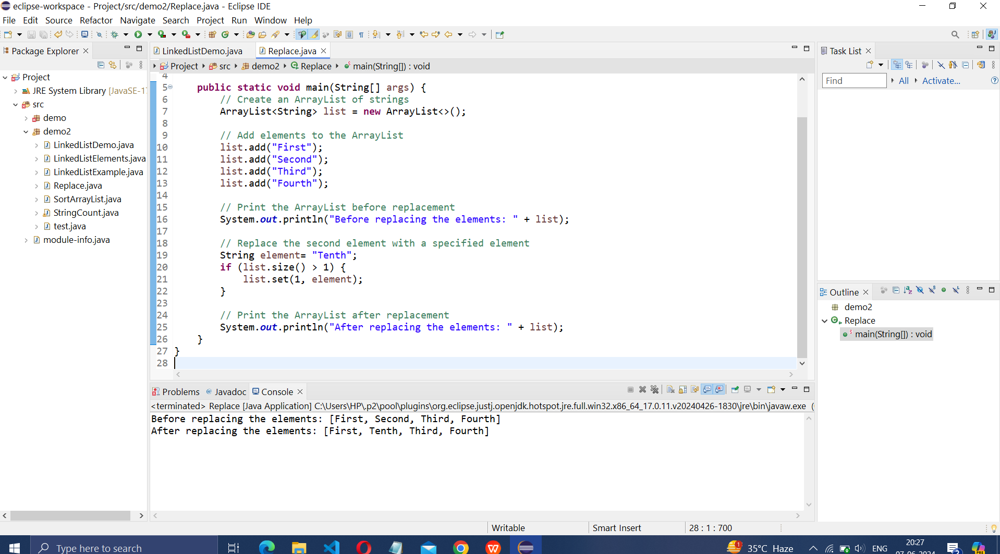 eclipse-workspace - Project/src/demo2/Replace.java - Eclipse IDE
File Edit Source Refactor Navigate Search Project Run Window Help
Package Explorer
Project
JRE System Library [JavaSE-17
src
demo
demo2
LinkedListDemo.java
LinkedListElements.java
LinkedListExample.java
Replace.java
SortArrayList.java
StringCount.java
test.java
module-info.java
LinkedListDemo.java Replace.java
Project src demo2 Replace main(String[]) : void
4
5 public static void main(String[] args) {
6 // Create an ArrayList of strings
7 ArrayList<String> list = new ArrayList<>();
8
9 // Add elements to the ArrayList
10 list.add("First");
11 list.add("Second");
12 list.add("Third");
13 list.add("Fourth");
14
15 // Print the ArrayList before replacement
16 System.out.println("Before replacing the elements: " + list);
17
18 // Replace the second element with a specified element
19 String element= "Tenth";
20 if (list.size() > 1) {
21 list.set(1, element);
22 }
23
24 // Print the ArrayList after replacement
25 System.out.println("After replacing the elements: " + list);
26 }
27 }
28
Problems @ Javadoc Console
<terminated> Replace [Java Application] C:\Users\HP\.p2\pool\plugins\org.eclipse.justj.openjdk.hotspot.jre.full.win32.x86_64_17.0.11.v20240426-1830\jre\bin\javaw.exe (
Before replacing the elements: [First, Second, Third, Fourth]
After replacing the elements: [First, Tenth, Third, Fourth]
Task List
Find All Activate...
Outline
demo2
Replace
main(String[]) : void
Writable Smart Insert 28 : 1 : 700
Type here to search
1 35°C Haze ENG 20:27
07-06-2024
2
PRE